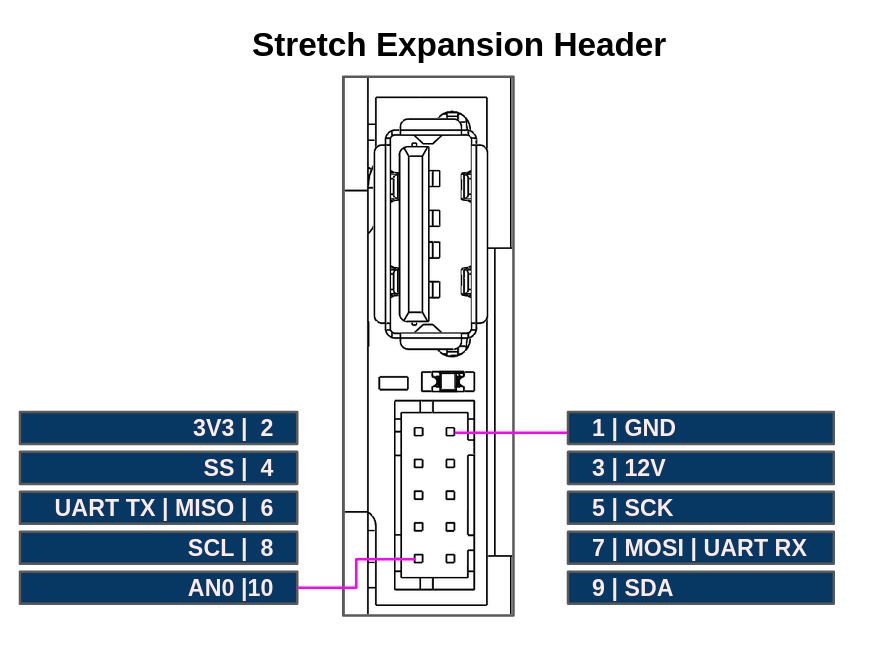 Stretch Expansion Header
3V3 | 2
1 | GND
SS | 4
3 | 12V
UART TX | MISO | 6
5 | SCK
SCL | 8
7 | MOSI | UART RX
AN0 |10
9 | SDA